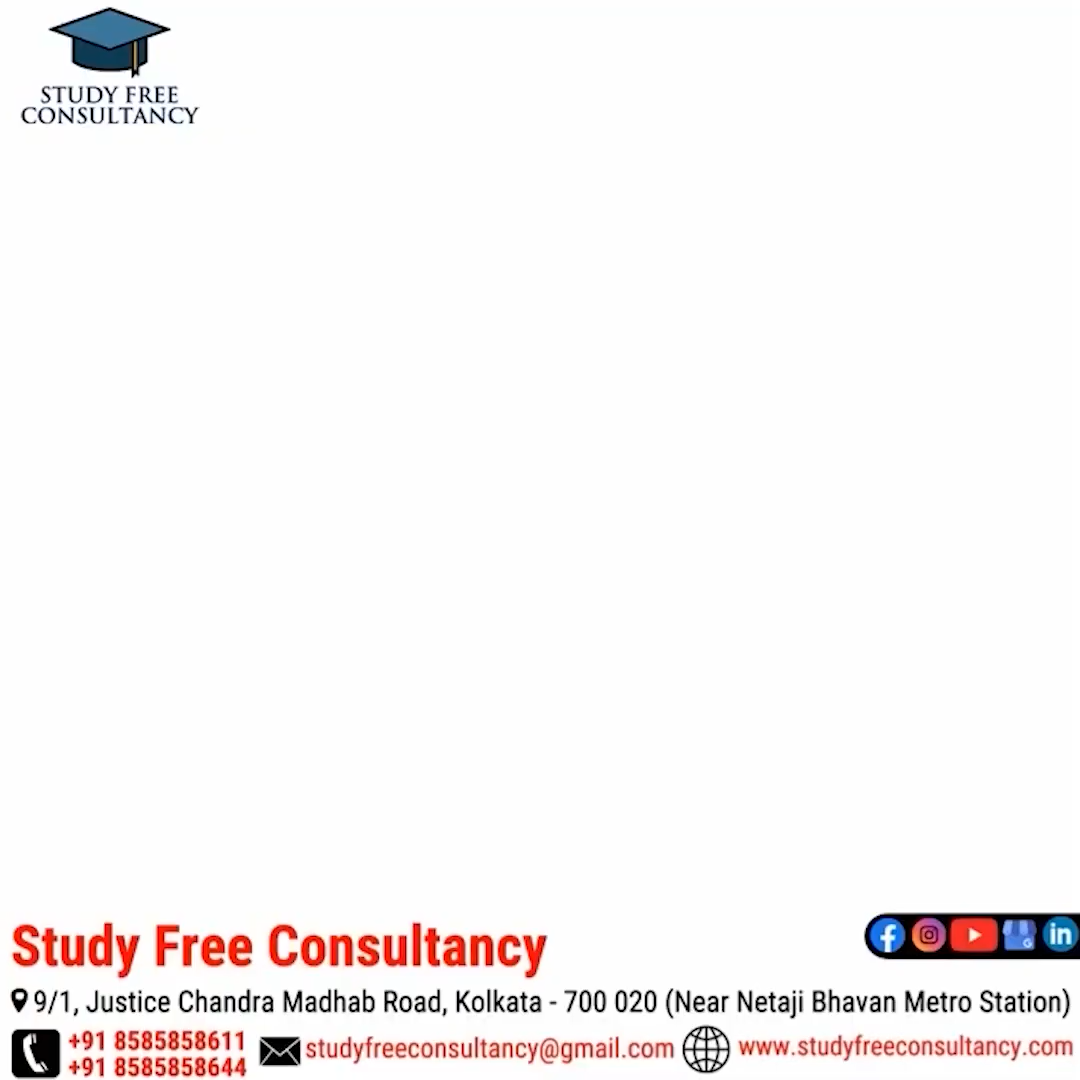 STUDY FREE
CONSULTANCY
Study Free Consultancy
9/1, Justice Chandra Madhab Road, Kolkata - 700 020 (Near Netaji Bhavan Metro Station)
+91 8585858611
+91 8585858644
studyfreeconsultancy@gmail.com
www.studyfreeconsultancy.com